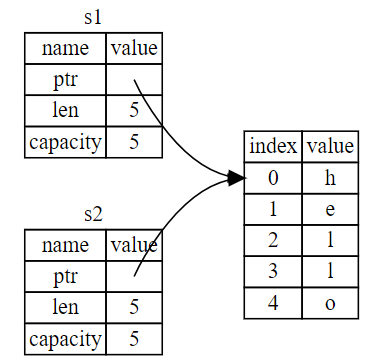 s1
name value
ptr
len 5
capacity 5
s2
name value
ptr
len 5
capacity 5
index value
0 h
1 e
2 l
3 l
4 o